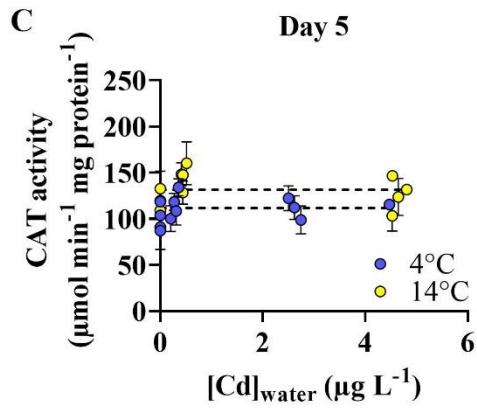 C
Day 5
CAT activity
(µmol min⁻¹ mg protein⁻¹)
250
200
150
100
50
0
4°C
14°C
0
2
4
6
[Cd]water (µg L⁻¹)